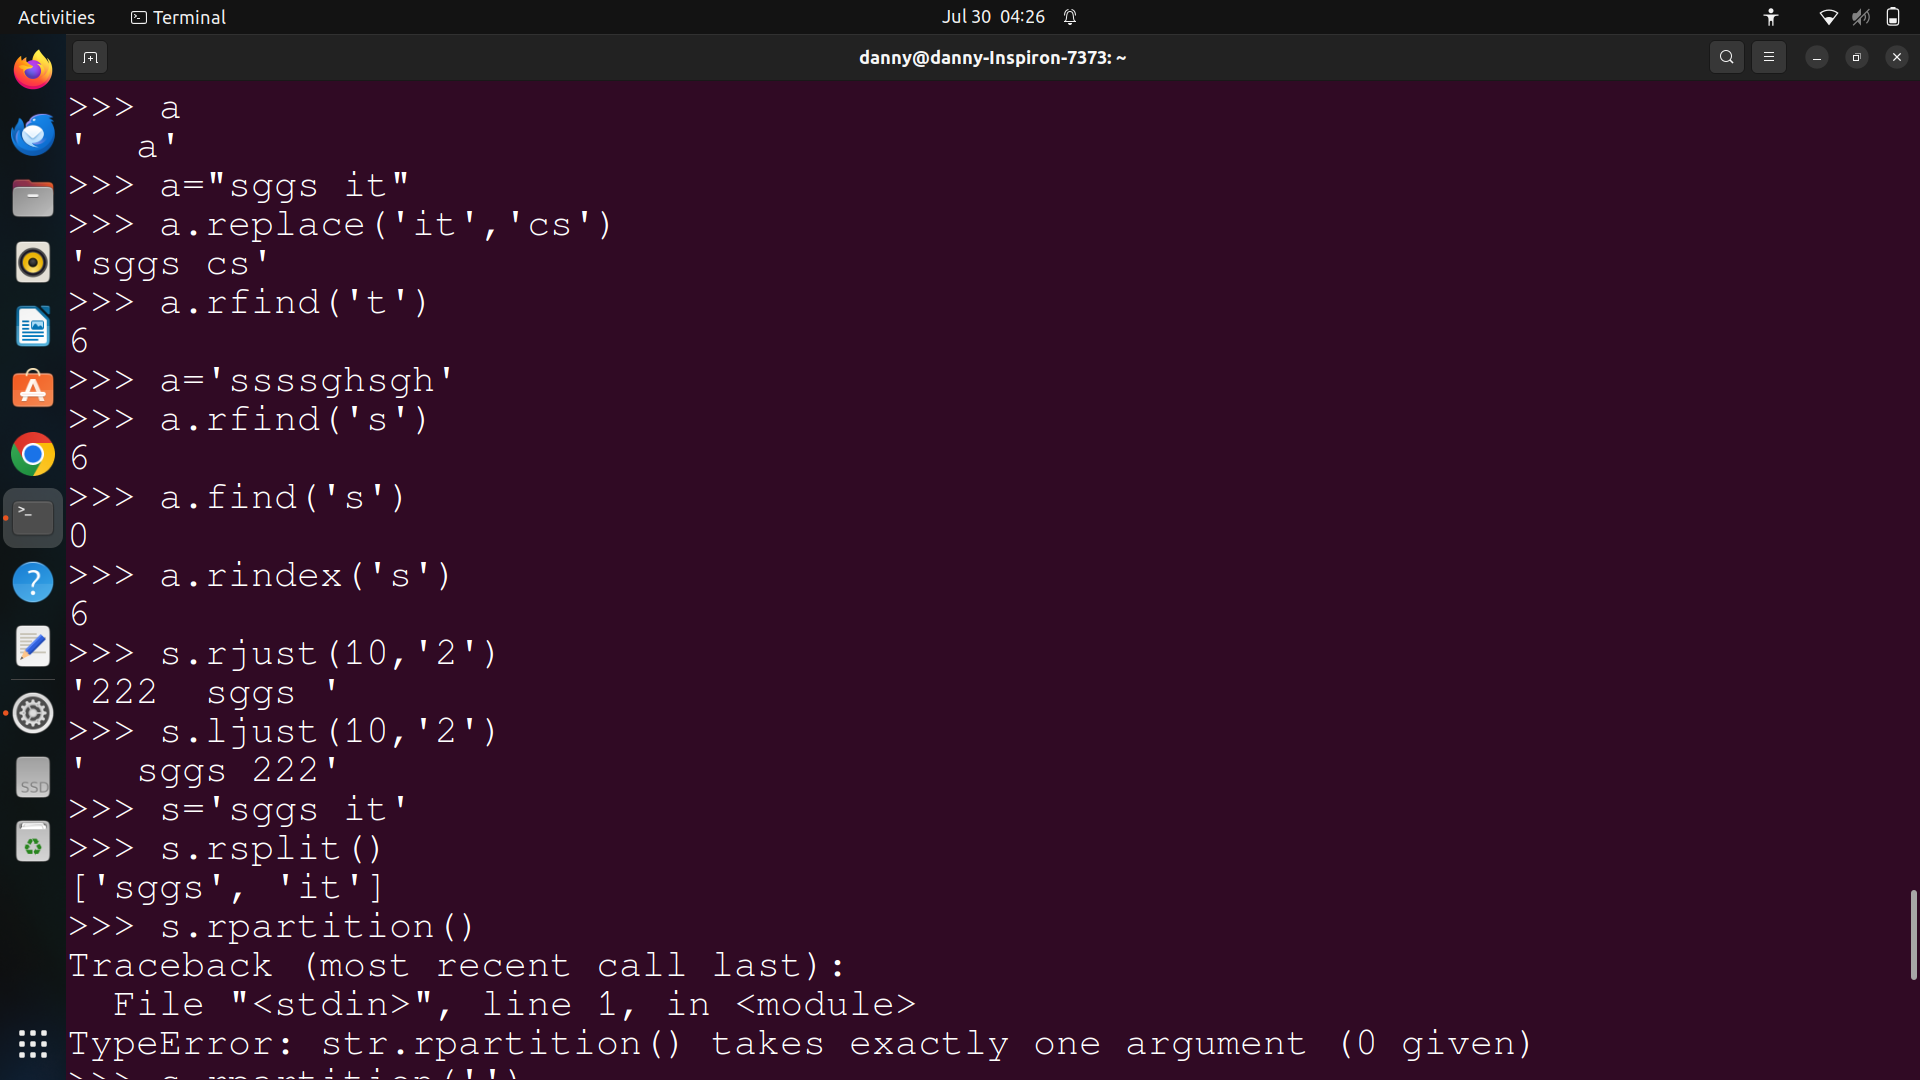 Activities
Terminal
Jul 30 04:26
danny@danny-Inspiron-7373: ~
>>> a
'  a'
>>> a="sggs it"
>>> a.replace('it','cs')
'sggs cs'
>>> a.rfind('t')
6
>>> a='ssssghsgh'
>>> a.rfind('s')
6
>>> a.find('s')
0
>>> a.rindex('s')
6
>>> s.rjust(10,'2')
'222  sggs '
>>> s.ljust(10,'2')
'  sggs 222'
>>> s='sggs it'
>>> s.rsplit()
['sggs', 'it']
>>> s.rpartition()
Traceback (most recent call last):
  File "<stdin>", line 1, in <module>
TypeError: str.rpartition() takes exactly one argument (0 given)
>>> s.rpartition('')
SSD